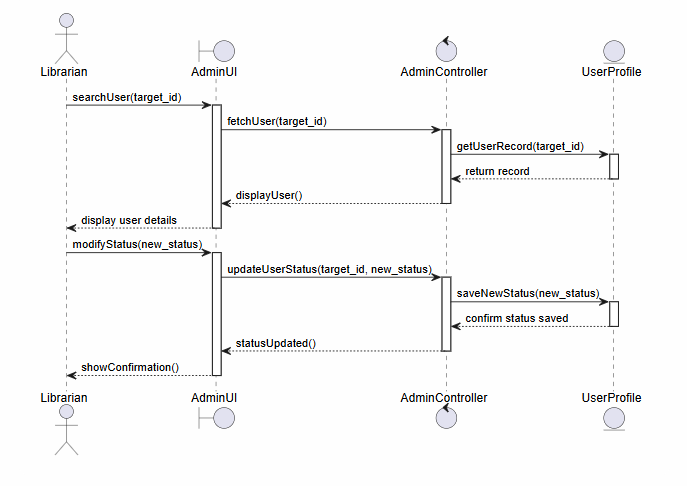 Librarian
AdminUI
AdminController
UserProfile
searchUser(target_id)
fetchUser(target_id)
getUserRecord(target_id)
return record
displayUser()
display user details
modifyStatus(new_status)
updateUserStatus(target_id, new_status)
saveNewStatus(new_status)
confirm status saved
statusUpdated()
showConfirmation()
Librarian
AdminUI
AdminController
UserProfile